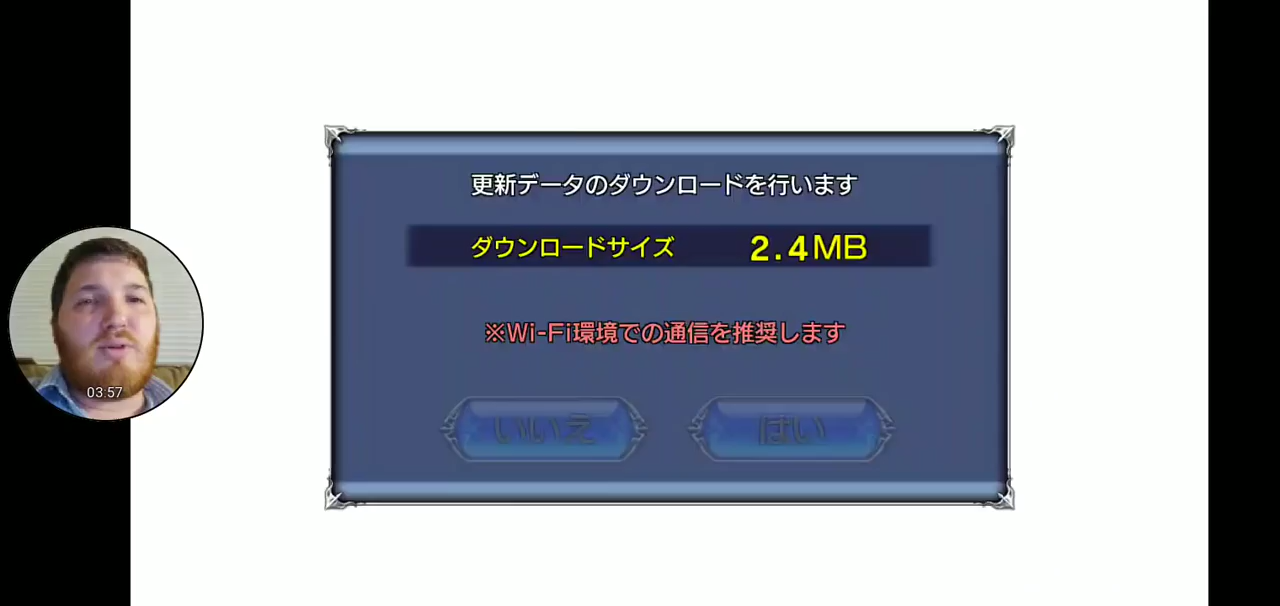 更新データのダウンロードを行います
ダウンロードサイズ 2.4MB
※Wi-Fi環境での通信を推奨します
いいえ はい
03:57